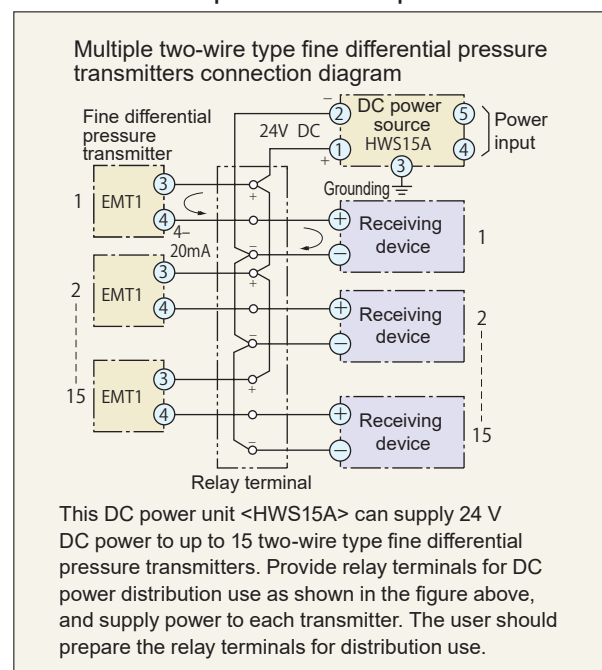 Multiple two-wire type fine differential pressure
transmitters connection diagram
Fine differential
pressure
transmitter
24V DC
−
2
1
+
DC power
source
HWS15A
3
5
4
Power
input
Grounding
1
EMT1
3
4
4–
20mA
+
−
+
−
Receiving
device
1
2
EMT1
3
4
+
−
+
−
Receiving
device
2
15
EMT1
3
4
+
−
+
−
Receiving
device
15
Relay terminal
This DC power unit <HWS15A> can supply 24 V
DC power to up to 15 two-wire type fine differential
pressure transmitters. Provide relay terminals for DC
power distribution use as shown in the figure above,
and supply power to each transmitter. The user should
prepare the relay terminals for distribution use.